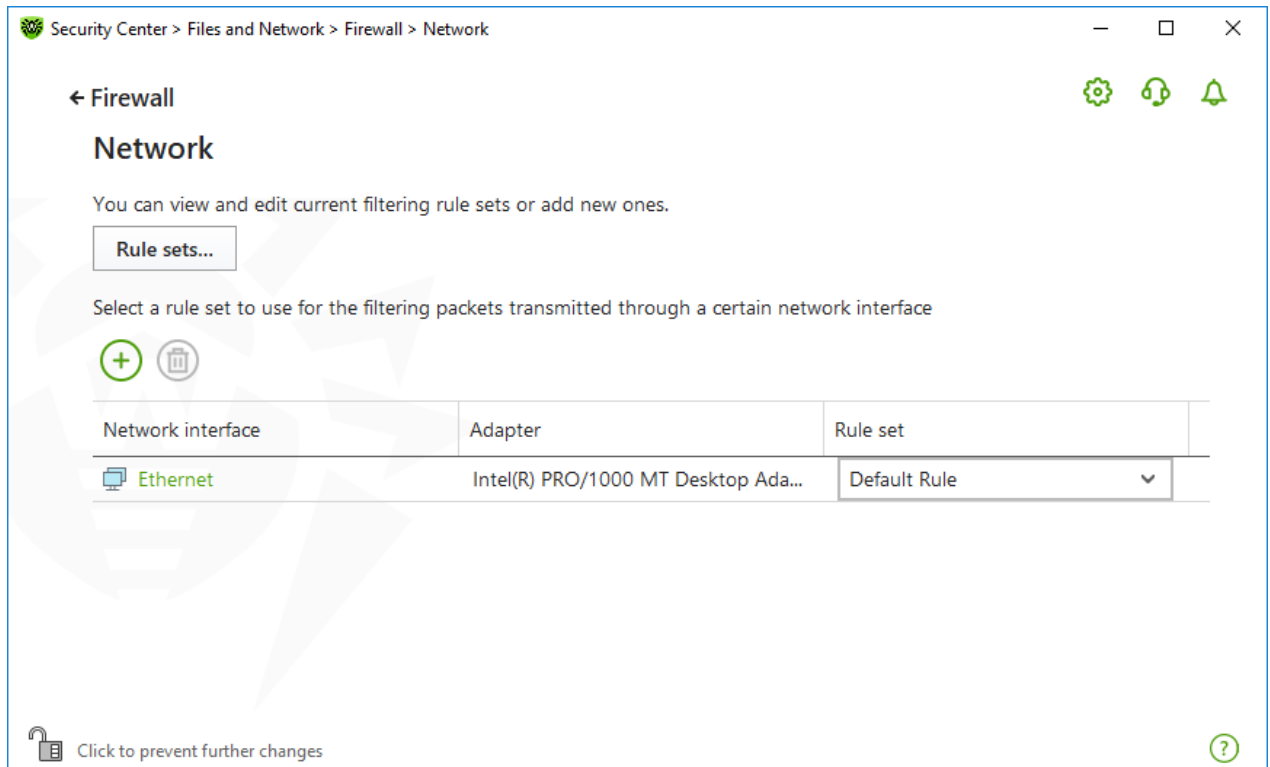 Security Center > Files and Network > Firewall > Network
Firewall
Network
You can view and edit current filtering rule sets or add new ones.
Rule sets...
Select a rule set to use for the filtering packets transmitted through a certain network interface
Network interface Adapter Rule set
Ethernet Intel(R) PRO/1000 MT Desktop Ada... Default Rule
Click to prevent further changes
?